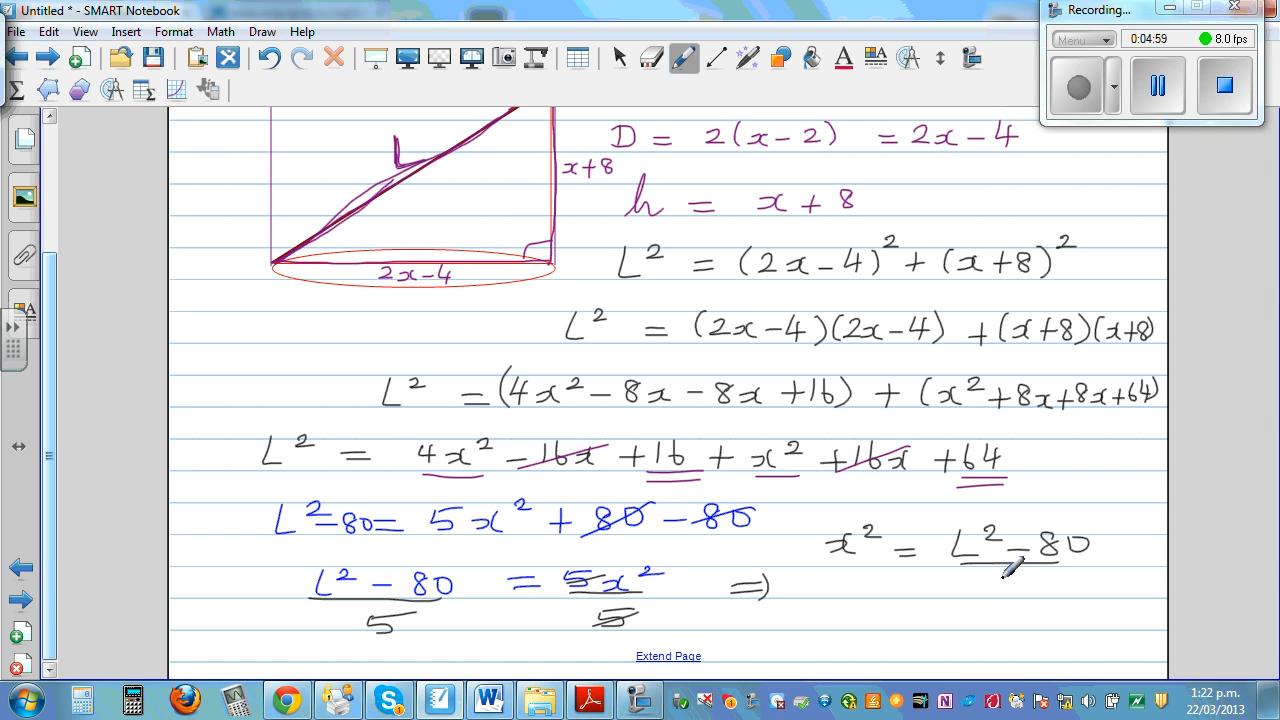 Untitled * - SMART Notebook
File Edit View Insert Format Tools Math Draw Help
Recording...
Menu 0:04:59 8.0 fps
L
x+8
2x-4
D = 2(x-2) = 2x-4
h = x+8
L² = (2x-4)² + (x+8)²
L² = (2x-4)(2x-4) + (x+8)(x+8)
L² = (4x² - 8x - 8x + 16) + (x² + 8x + 8x + 64)
L² = 4x² - 16x + 16 + x² + 16x + 64
L² - 80 = 5x² + 80 - 80
L² - 80 = 5x² ⇒ x² = L² - 80
5 5
Extend Page
1:22 p.m.
22/03/2013